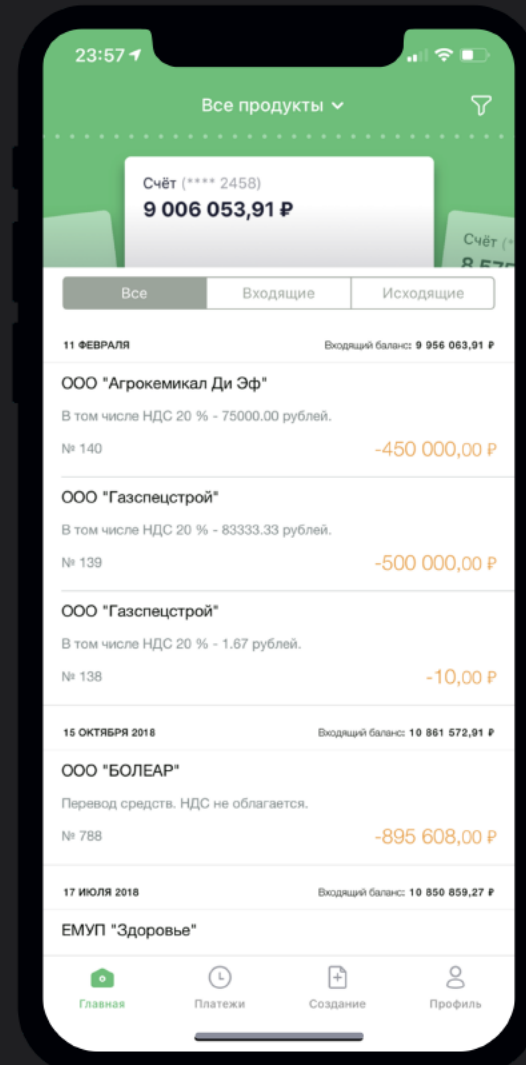 23:57
Все продукты
Счёт (**** 2458)
9 006 053,91 ₽
Счёт (*
8 575
Все
Входящие
Исходящие
11 ФЕВРАЛЯ
Входящий баланс: 9 956 063,91 ₽
ООО "Агрокемикал Ди Эф"
В том числе НДС 20 % - 75000.00 рублей.
№ 140
-450 000,00 ₽
ООО "Газспецстрой"
В том числе НДС 20 % - 83333.33 рублей.
№ 139
-500 000,00 ₽
ООО "Газспецстрой"
В том числе НДС 20 % - 1.67 рублей.
№ 138
-10,00 ₽
15 ОКТЯБРЯ 2018
Входящий баланс: 10 861 572,91 ₽
ООО "БОЛЕАР"
Перевод средств. НДС не облагается.
№ 788
-895 608,00 ₽
17 ИЮЛЯ 2018
Входящий баланс: 10 850 859,27 ₽
ЕМУП "Здоровье"
Главная
Платежи
Создание
Профиль